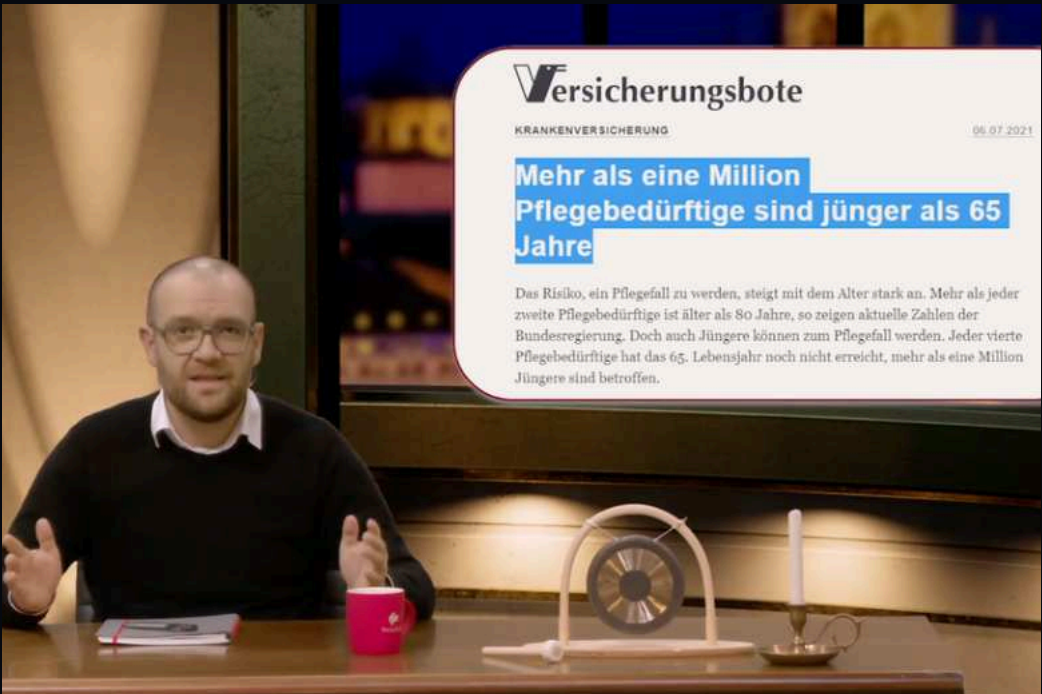 Versicherungsbote
KRANKENVERSICHERUNG
06.07.2021
Mehr als eine Million
Pflegebedürftige sind jünger als 65
Jahre
Das Risiko, ein Pflegefall zu werden, steigt mit dem Alter stark an. Mehr als jeder
zweite Pflegebedürftige ist älter als 80 Jahre, so zeigen aktuelle Zahlen der
Bundesregierung. Doch auch Jüngere können zum Pflegefall werden. Jeder vierte
Pflegebedürftige hat das 65. Lebensjahr noch nicht erreicht, mehr als eine Million
Jüngere sind betroffen.